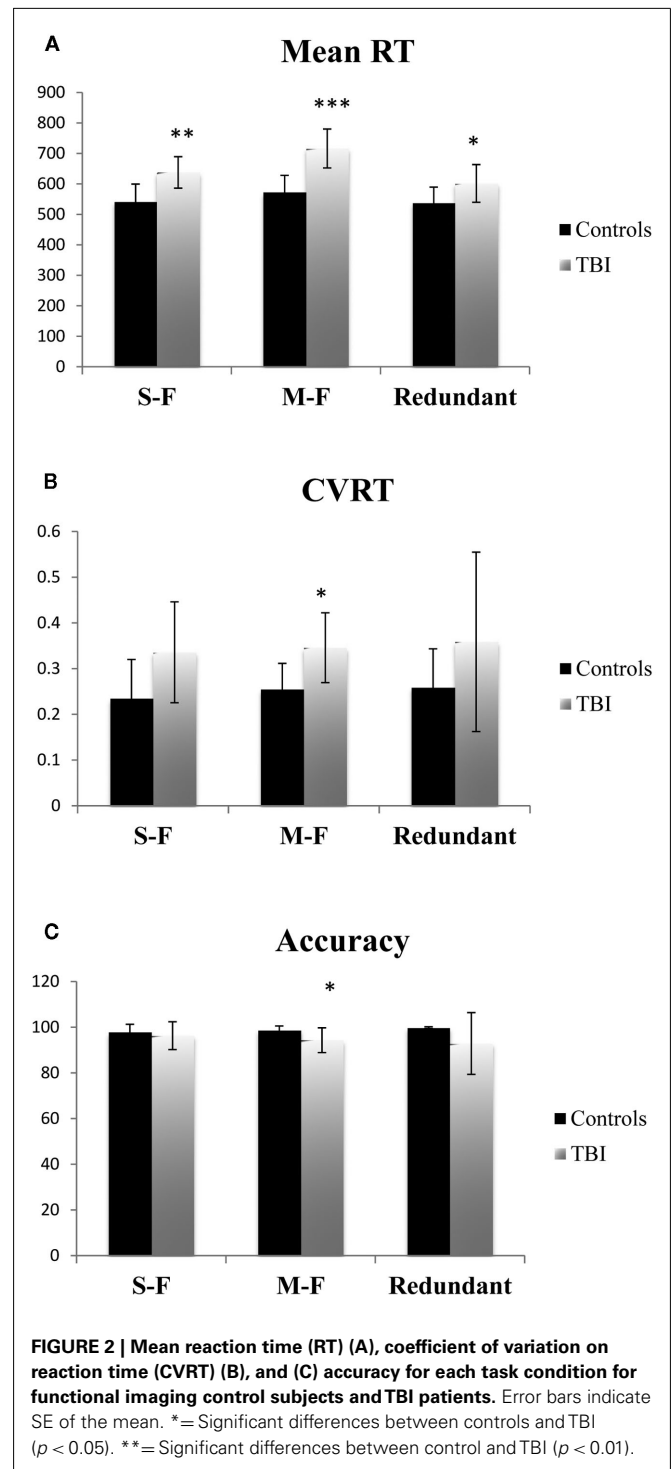 A
Mean RT
900
800
700
600
500
400
300
200
100
0
** *** *
S-F M-F Redundant
Controls
TBI
B
CVRT
0.6
0.5
0.4
0.3
0.2
0.1
0
*
S-F M-F Redundant
Controls
TBI
C
Accuracy
120
100
80
60
40
20
0
*
S-F M-F Redundant
Controls
TBI
FIGURE 2 | Mean reaction time (RT) (A), coefficient of variation on
reaction time (CVRT) (B), and (C) accuracy for each task condition for
functional imaging control subjects and TBI patients. Error bars indicate
SE of the mean. *= Significant differences between controls and TBI
(p < 0.05). **= Significant differences between control and TBI (p < 0.01).